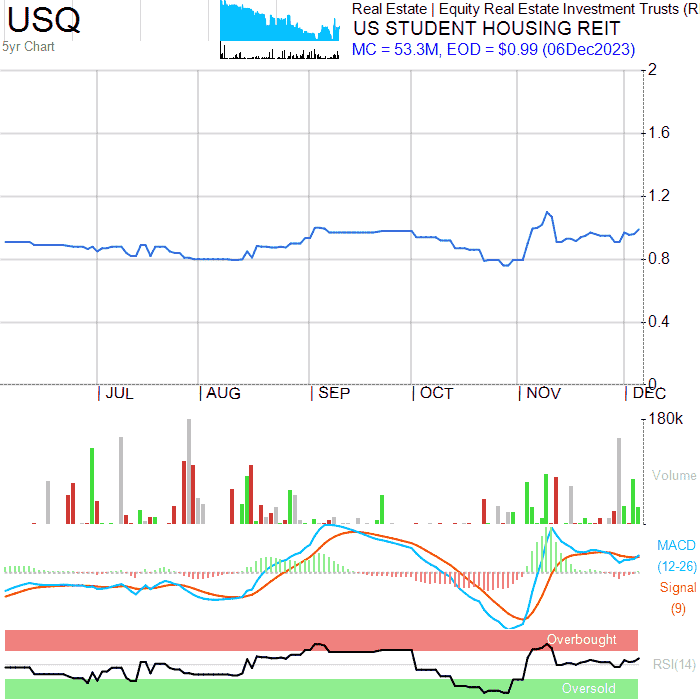 USQ
5yr Chart
Real Estate | Equity Real Estate Investment Trusts (R
US STUDENT HOUSING REIT
MC = 53.3M, EOD = $0.99 (06Dec2023)
2
1.6
1.2
0.8
0.4
0
JUL AUG SEP OCT NOV DEC
180k
Volume
MACD
(12-26)
Signal
(9)
Overbought
RSI(14)
Oversold